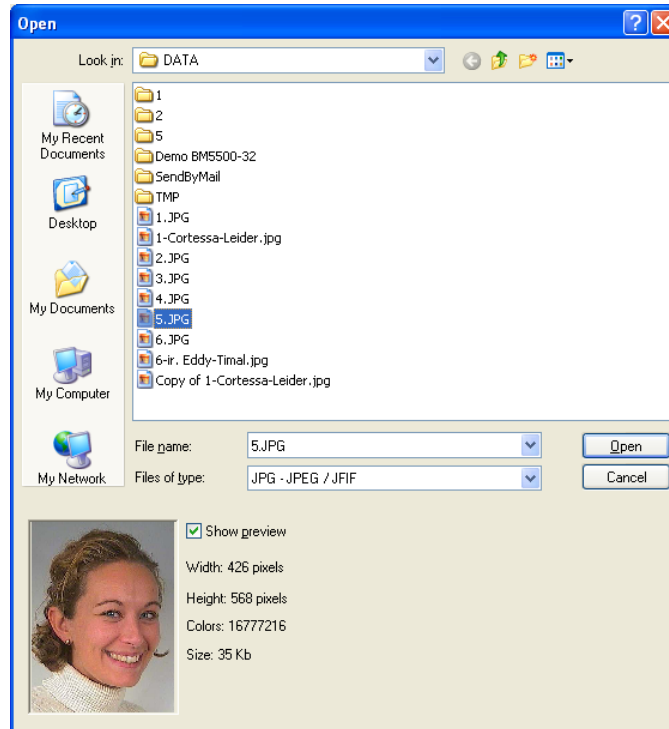 Open
Look in:
DATA
My Recent
Documents
Desktop
My Documents
My Computer
My Network
1
2
5
Demo BM5500-32
SendByMail
TMP
1.JPG
1-Cortessa-Leider.jpg
2.JPG
3.JPG
4.JPG
5.JPG
6.JPG
6-ir. Eddy-Timal.jpg
Copy of 1-Cortessa-Leider.jpg
File name:
5.JPG
Open
Files of type:
JPG - JPEG / JFIF
Cancel
Show preview
Width: 426 pixels
Height: 568 pixels
Colors: 16777216
Size: 35 Kb